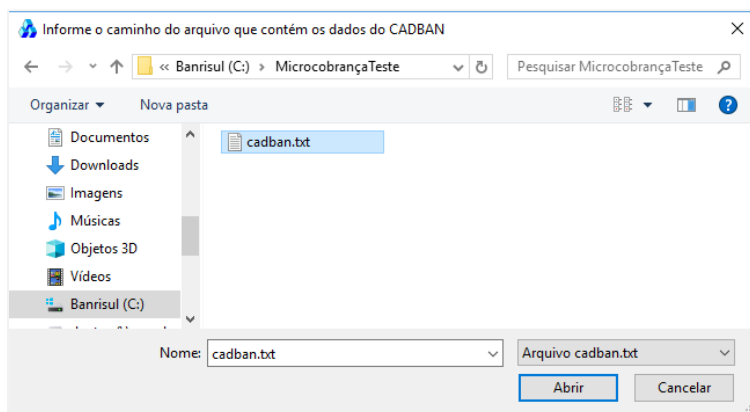 Informe o caminho do arquivo que contém os dados do CADBAN
« Banrisul (C:) > MicrocobrançaTeste
Pesquisar MicrocobrançaTeste
Organizar
Nova pasta
Documentos
cadban.txt
Downloads
Imagens
Músicas
Objetos 3D
Vídeos
Banrisul (C:)
Nome:
cadban.txt
Arquivo cadban.txt
Abrir
Cancelar